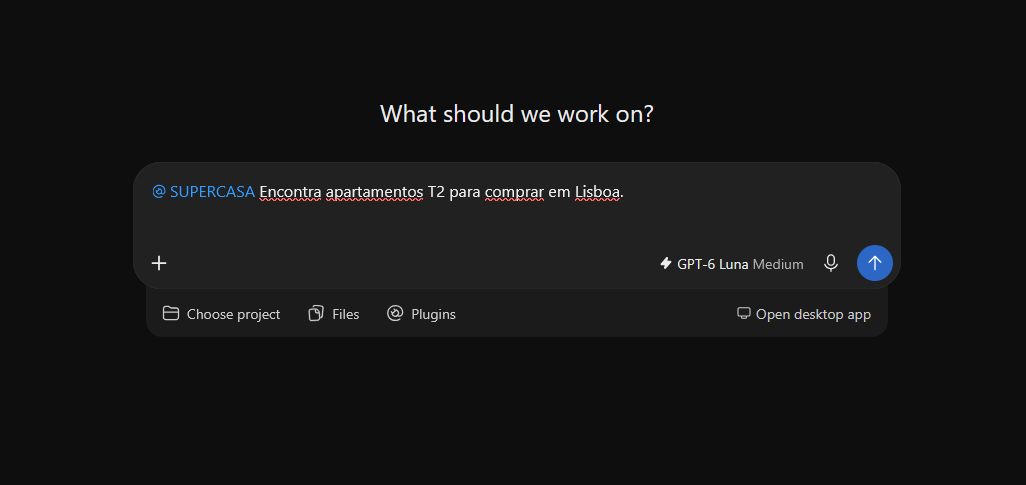 What should we work on?
@ SUPERCASA Encontra apartamentos T2 para comprar em Lisboa.
GPT-6 Luna Medium
Choose project Files Plugins Open desktop app